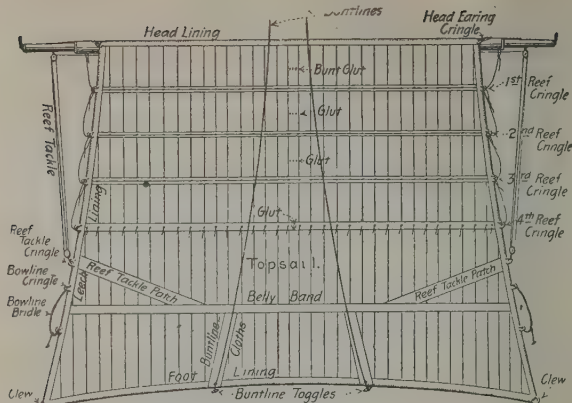 Buntlines
Head Lining
Head Earing
Cringle
Bunt Glut
1st Reef
Cringle
Reef Tackle
Glut
2nd Reef
Cringle
Glut
3rd Reef
Cringle
Lining
Glut
4th Reef
Cringle
Reef
Tackle
Cringle
Topsail.
Bowline
Cringle
Leech
Reef Tackle Patch
Reef Tackle Patch
Belly Band
Bowline
Bridle
Buntline
Cloths
Foot Lining
Clew
Buntline Toggles
Clew